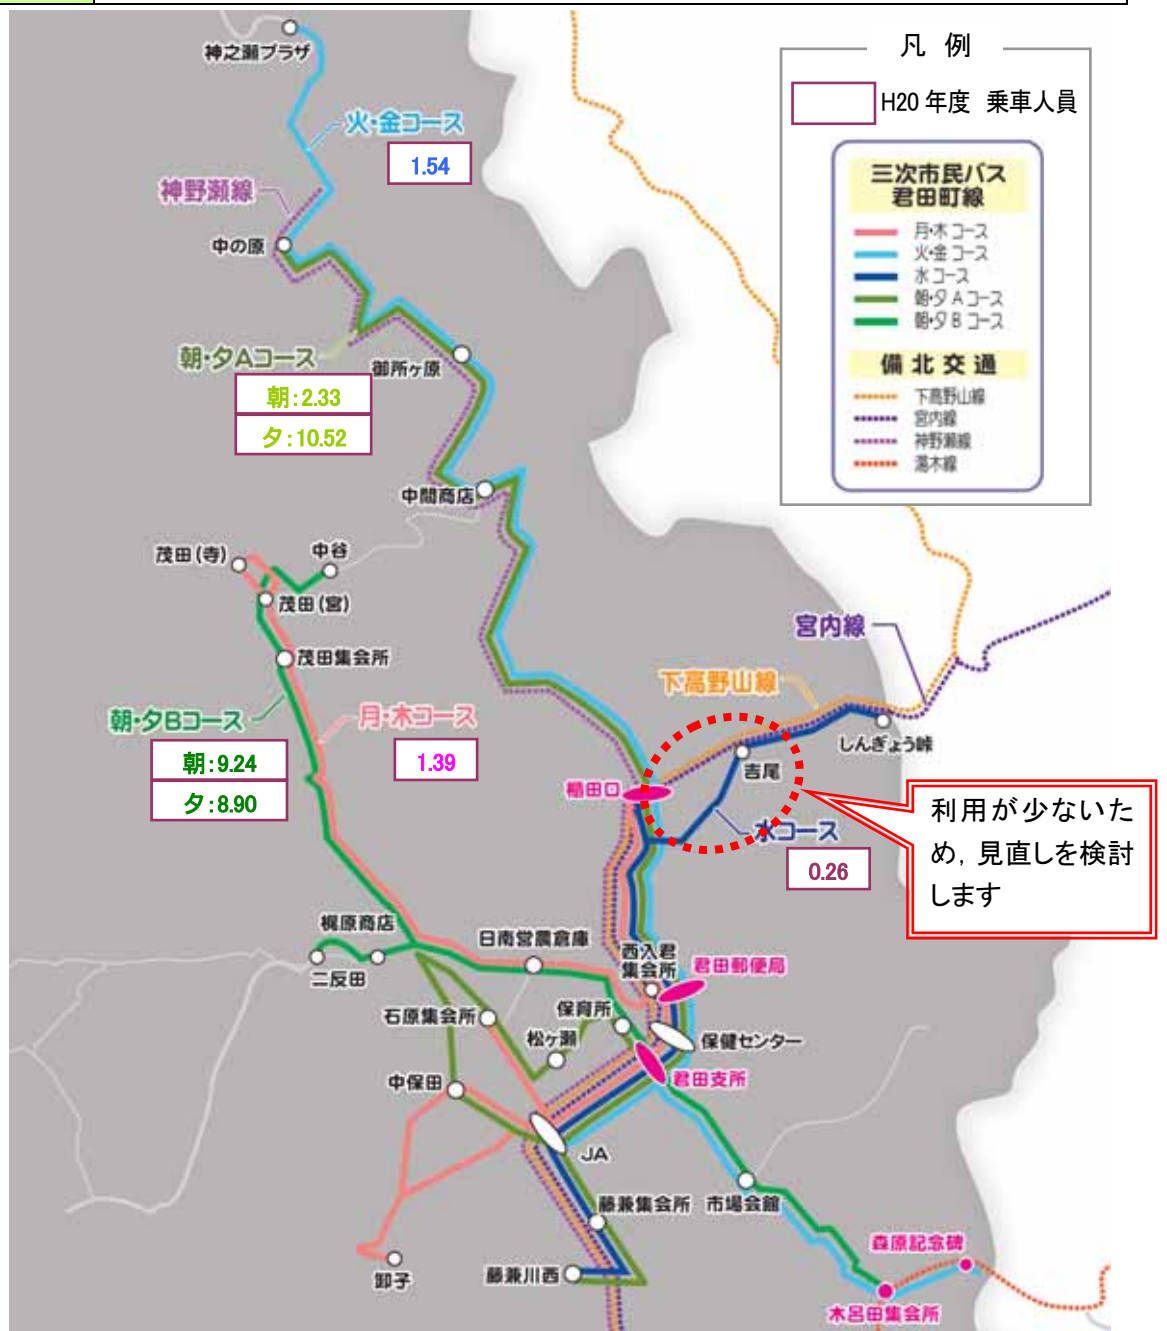 凡 例
H20 年度 乗車人員
三次市民バス
君田町線
月・木 コース
火・金 コース
水 コース
朝・夕 A コース
朝・夕 B コース
備 北 交 通
下高野山線
宮内線
神野瀬線
湯木線
神之瀬プラザ
火・金コース
1.54
神野瀬線
中の原
朝・夕Aコース
朝：2.33
夕：10.52
御所ヶ原
中間商店
茂田（寺）
中谷
茂田（宮）
茂田集会所
宮内線
下高野山線
しんぎょう峠
朝・夕Bコース
朝：9.24
夕：8.90
月・木コース
1.39
櫃田口
吉尾
水コース
0.26
利用が少ないた
め，見直しを検討
します
梶原商店
二反田
日南営農倉庫
西入君
集会所
君田郵便局
石原集会所
保育所
松ヶ瀬
保健センター
中保田
君田支所
JA
藤兼集会所
市場会館
卸子
藤兼川西
森原記念碑
木呂田集会所